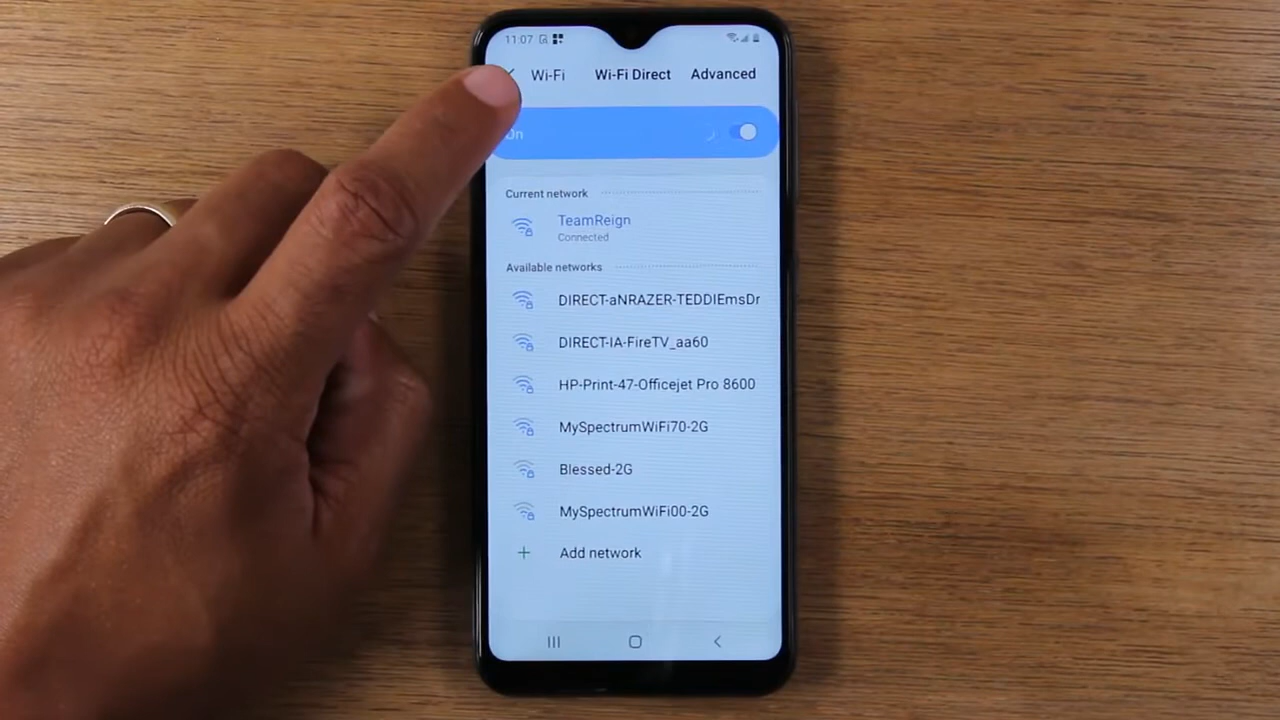 11:07
Wi-Fi Wi-Fi Direct Advanced
On
Current network
TeamReign
Connected
Available networks
DIRECT-aNRAZER-TEDDIEmsDr
DIRECT-IA-FireTV_aa60
HP-Print-47-Officejet Pro 8600
MySpectrumWiFi70-2G
Blessed-2G
MySpectrumWiFi00-2G
+ Add network